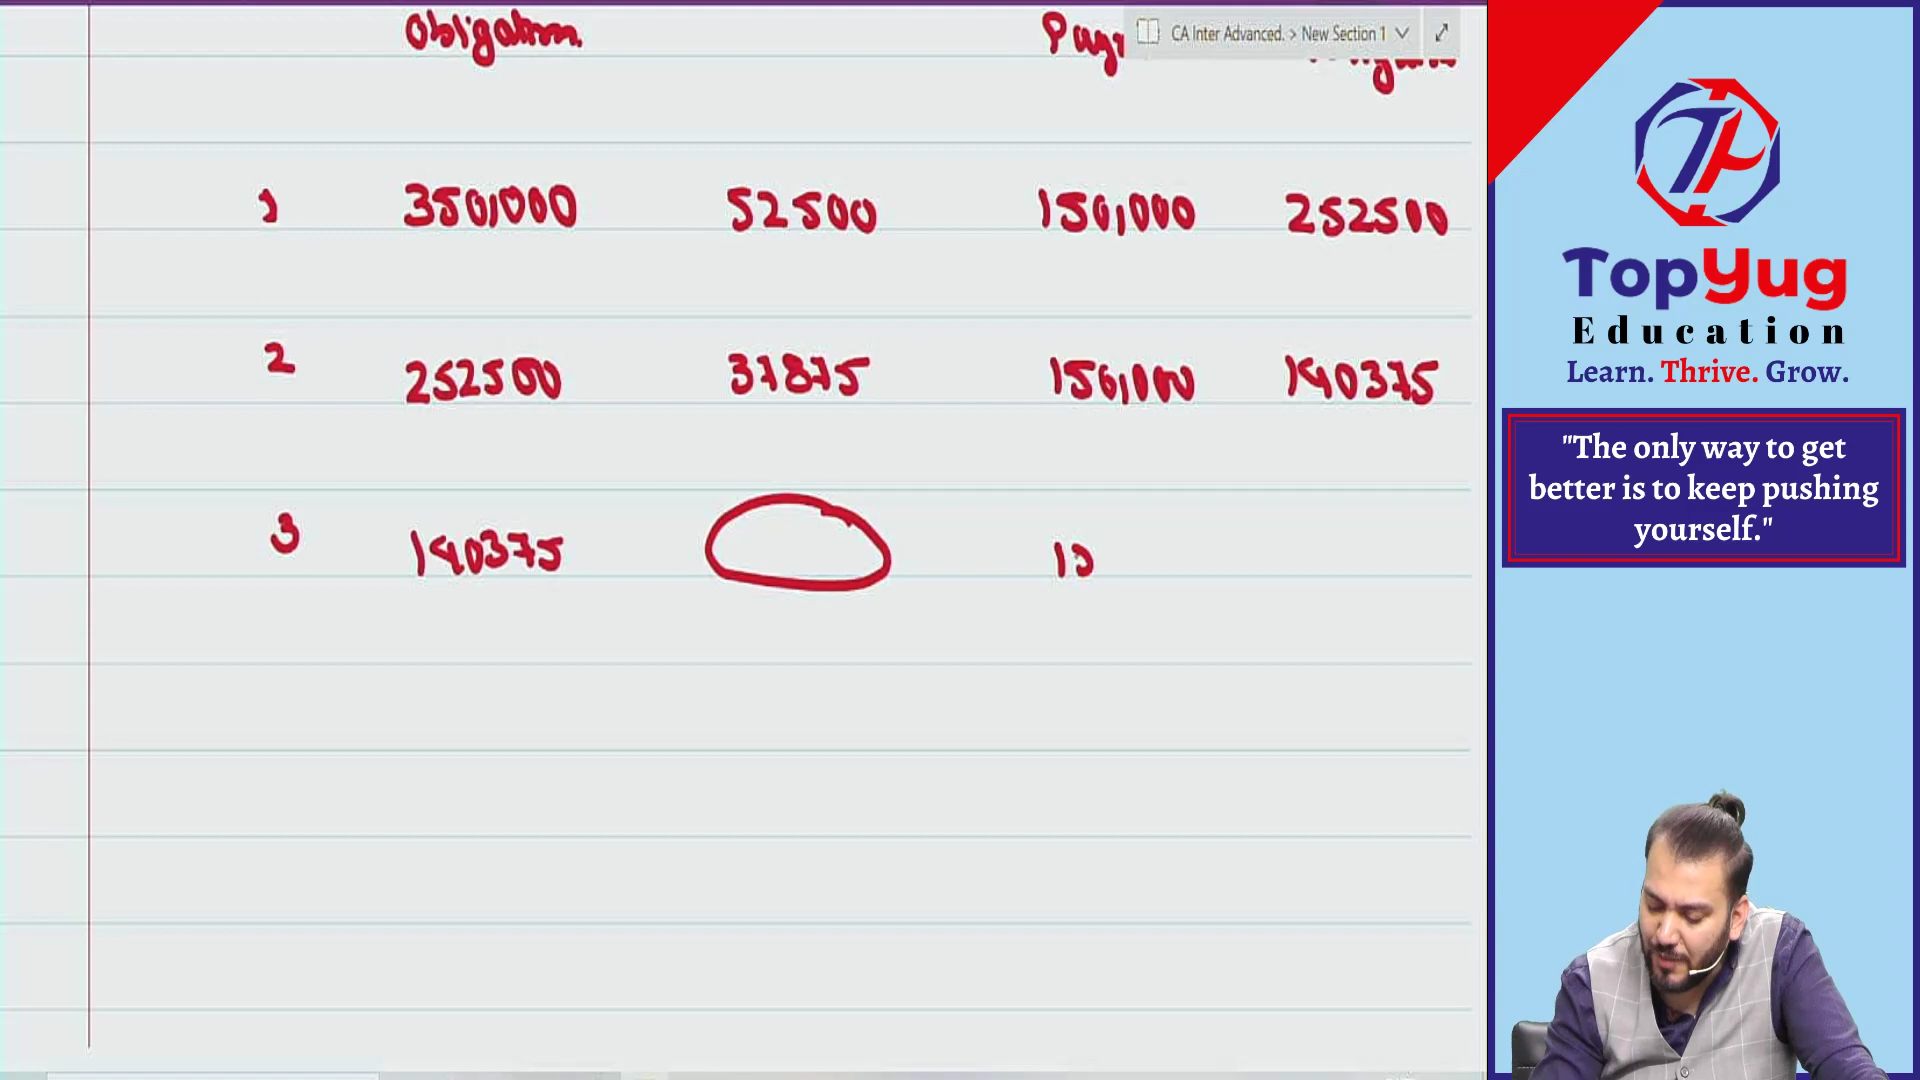 Obligation.
CA Inter Advanced. > New Section 1
1 350,000 52500 150,000 252500
2 252500 37875 150,000 140375
3 140375 15
TopYug
Education
Learn. Thrive. Grow.
"The only way to get
better is to keep pushing
yourself."